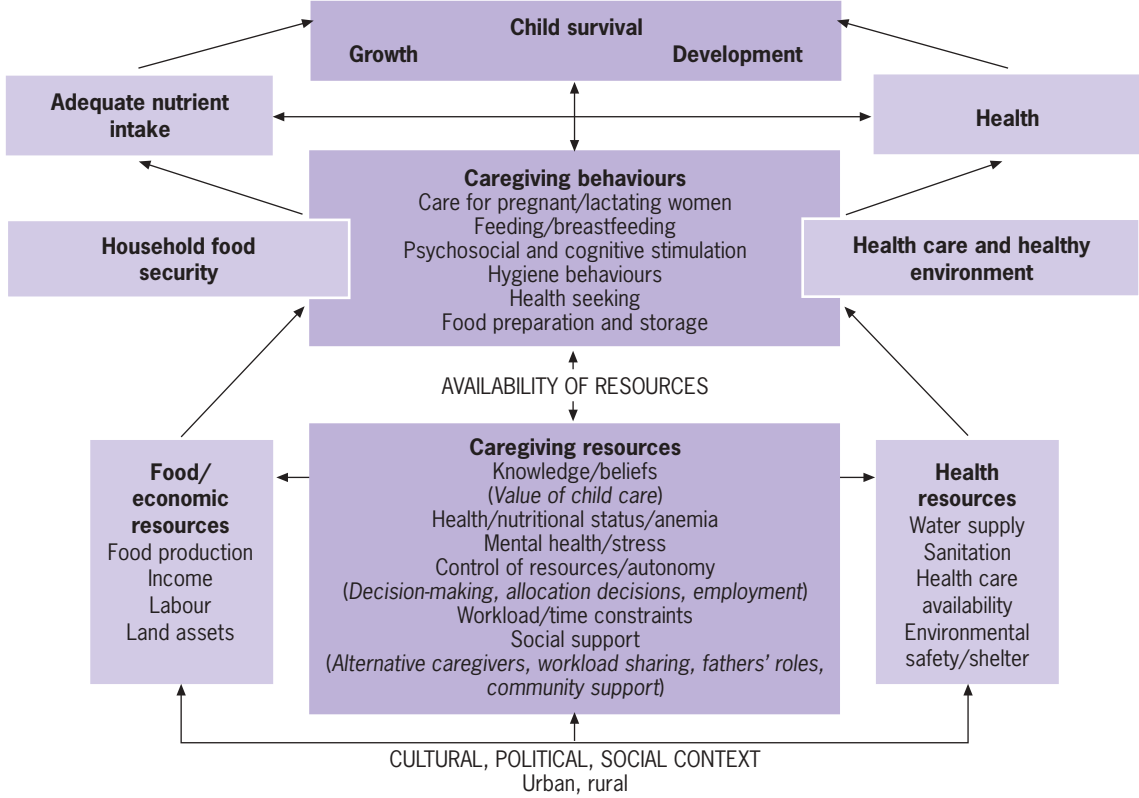 Child survival
Growth
Development
Adequate nutrient
intake
Health
Caregiving behaviours
Care for pregnant/lactating women
Feeding/breastfeeding
Psychosocial and cognitive stimulation
Hygiene behaviours
Health seeking
Food preparation and storage
Household food
security
Health care and healthy
environment
AVAILABILITY OF RESOURCES
Food/
economic
resources
Food production
Income
Labour
Land assets
Caregiving resources
Knowledge/beliefs
(Value of child care)
Health/nutritional status/anemia
Mental health/stress
Control of resources/autonomy
(Decision-making, allocation decisions, employment)
Workload/time constraints
Social support
(Alternative caregivers, workload sharing, fathers’ roles,
community support)
Health
resources
Water supply
Sanitation
Health care
availability
Environmental
safety/shelter
CULTURAL, POLITICAL, SOCIAL CONTEXT
Urban, rural